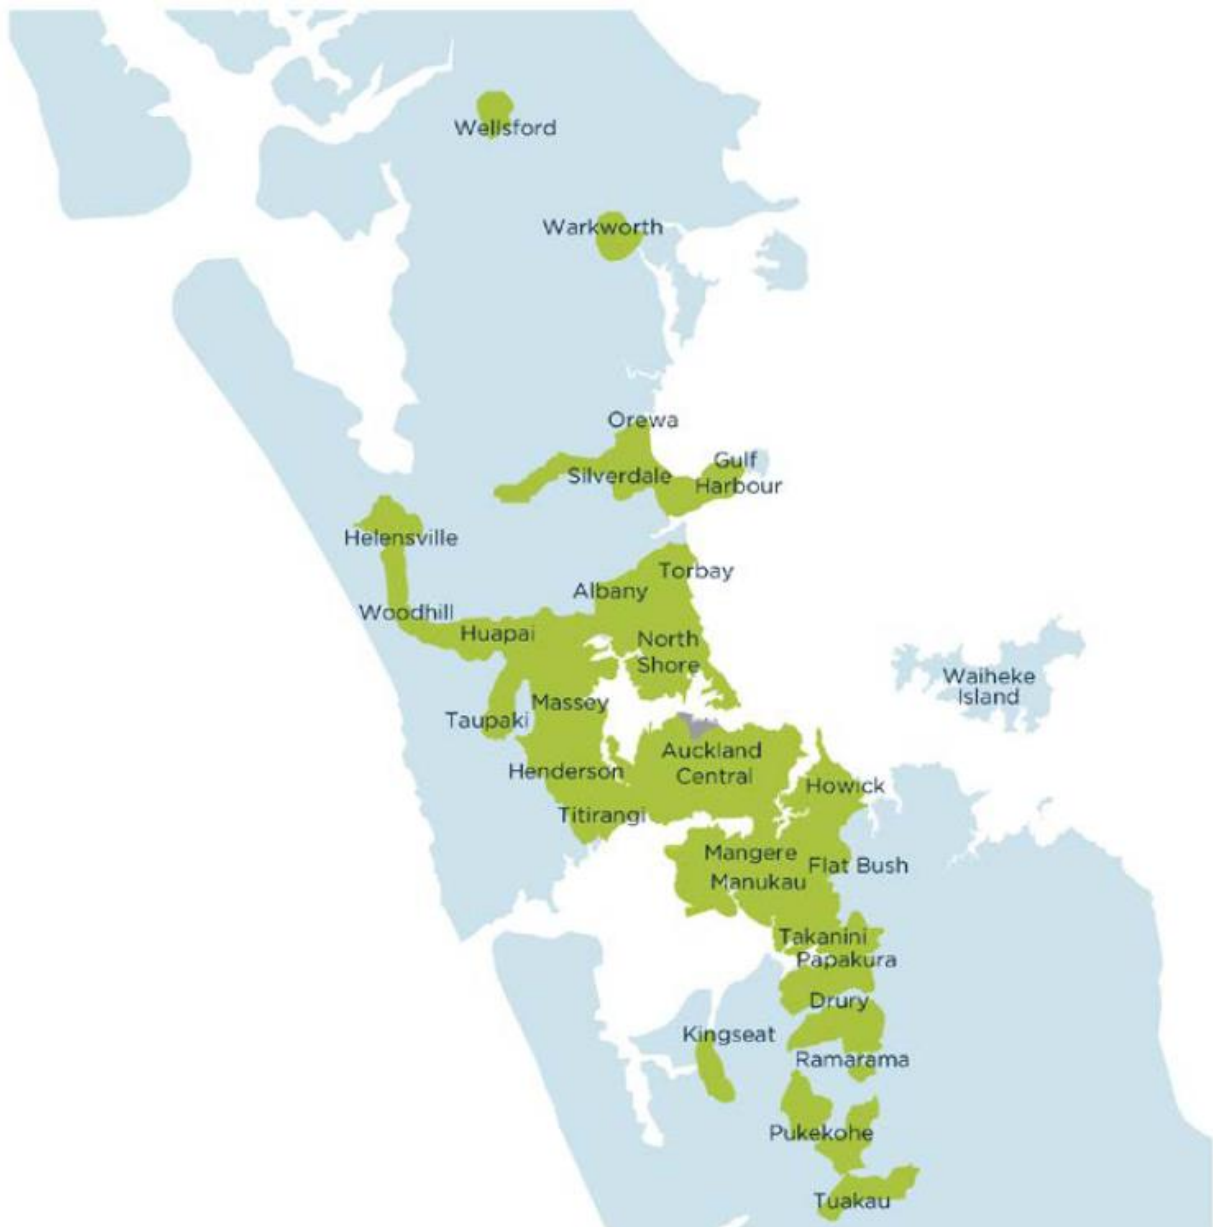 Wellsford
Warkworth
Orewa
Gulf
Harbour
Silverdale
Helensville
Torbay
Albany
Woodhill
Huapai
North
Shore
Waiheke
Island
Massey
Taupaki
Auckland
Central
Henderson
Howick
Titirangi
Mangere
Flat Bush
Manukau
Takanini
Papakura
Drury
Kingseat
Ramarama
Pukekohe
Tuakau